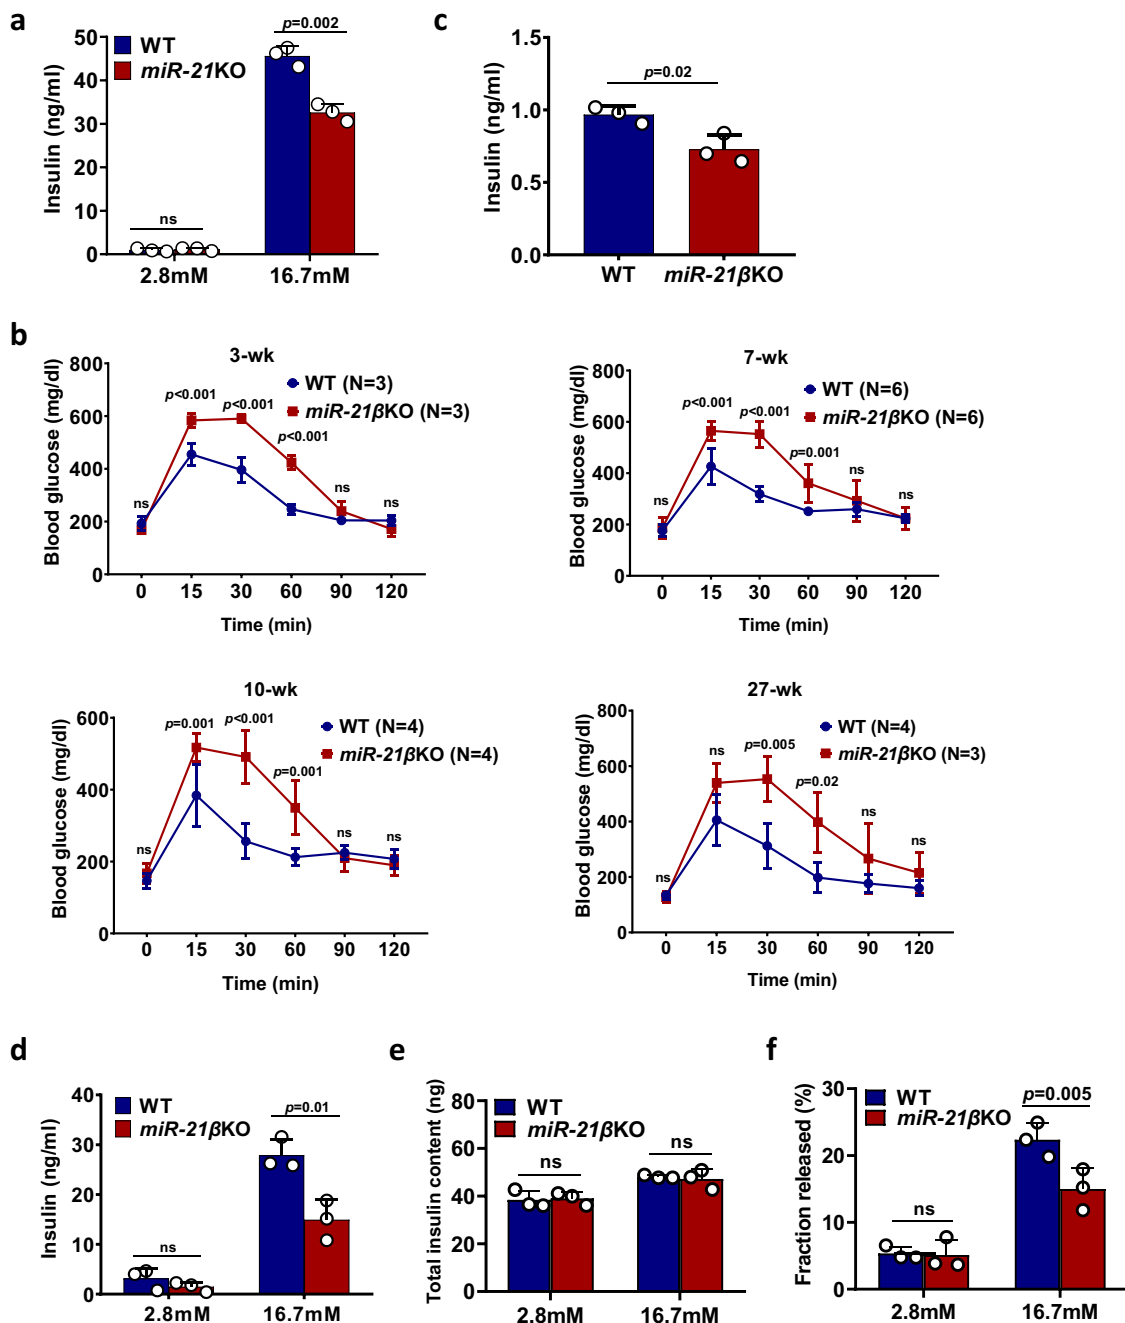 a
p=0.002
WT
miR-21KO
Insulin (ng/ml)
50
40
30
20
10
0
ns
2.8mM
16.7mM
c
Insulin (ng/ml)
1.5
1.0
0.5
0.0
p=0.02
WT
miR-21βKO
b
3-wk
Blood glucose (mg/dl)
800
600
400
200
0
WT (N=3)
miR-21βKO (N=3)
ns
p<0.001
p<0.001
p<0.001
ns
ns
0 15 30 60 90 120
Time (min)
7-wk
Blood glucose (mg/dl)
800
600
400
200
0
WT (N=6)
miR-21βKO (N=6)
ns
p<0.001
p<0.001
p=0.001
ns
ns
0 15 30 60 90 120
Time (min)
10-wk
Blood glucose (mg/dl)
600
400
200
0
WT (N=4)
miR-21βKO (N=4)
ns
p=0.001
p<0.001
p=0.001
ns
ns
0 15 30 60 90 120
Time (min)
27-wk
Blood glucose (mg/dl)
800
600
400
200
0
WT (N=4)
miR-21βKO (N=3)
ns
ns
p=0.005
p=0.02
ns
ns
0 15 30 60 90 120
Time (min)
d
Insulin (ng/ml)
40
30
20
10
0
WT
miR-21βKO
ns
p=0.01
2.8mM
16.7mM
e
Total insulin content (ng)
80
60
40
20
0
WT
miR-21βKO
ns
ns
2.8mM
16.7mM
f
Fraction released (%)
30
20
10
0
WT
miR-21βKO
ns
p=0.005
2.8mM
16.7mM